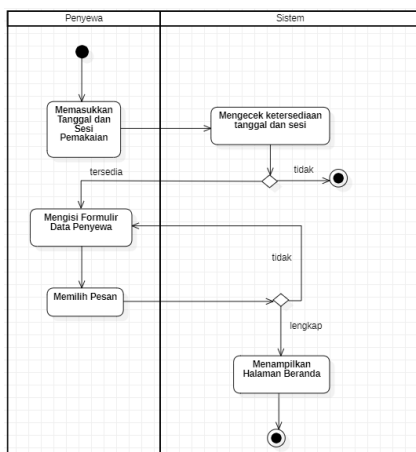 Penyewa
Sistem
Memasukkan
Tanggal dan
Sesi
Pemakaian
Mengecek ketersediaan
tanggal dan sesi
tersedia
tidak
Mengisi Formulir
Data Penyewa
tidak
Memilih Pesan
lengkap
Menampilkan
Halaman Beranda